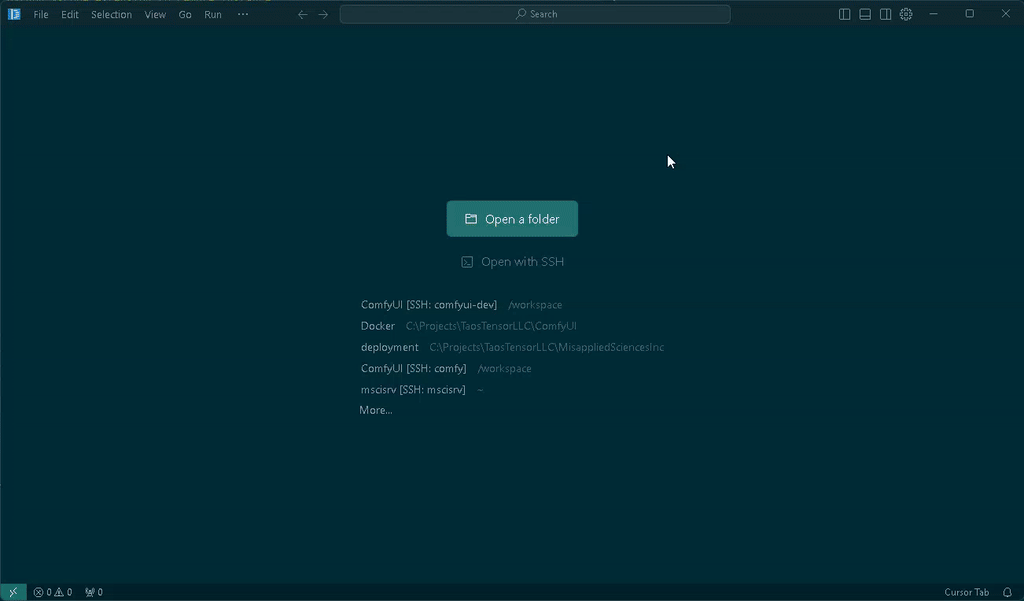 File Edit Selection View Go Run ··· Search
Open a folder
Open with SSH
ComfyUI [SSH: comfyui-dev] /workspace
Docker C:\Projects\TaosTensorLLC\ComfyUI
deployment C:\Projects\TaosTensorLLC\MisappliedSciencesInc
ComfyUI [SSH: comfy] /workspace
mscisrv [SSH: mscisrv] ~
More...
0 0 0 Cursor Tab